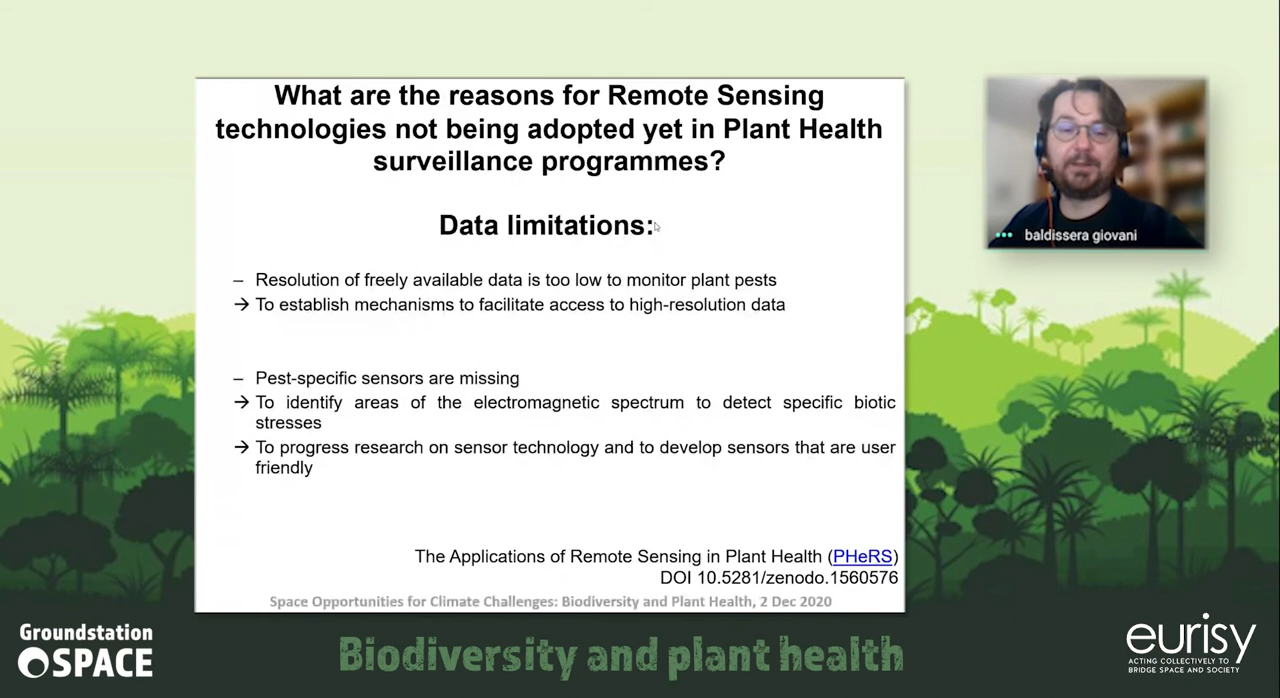 What are the reasons for Remote Sensing
technologies not being adopted yet in Plant Health
surveillance programmes?
Data limitations:
– Resolution of freely available data is too low to monitor plant pests
→ To establish mechanisms to facilitate access to high-resolution data
– Pest-specific sensors are missing
→ To identify areas of the electromagnetic spectrum to detect specific biotic
stresses
→ To progress research on sensor technology and to develop sensors that are user
friendly
The Applications of Remote Sensing in Plant Health (PHeRS)
DOI 10.5281/zenodo.1560576
Space Opportunities for Climate Challenges: Biodiversity and Plant Health, 2 Dec 2020
baldissera giovani
Groundstation
SPACE
Biodiversity and plant health
eurisy
ACTING COLLECTIVELY TO
BRIDGE SPACE AND SOCIETY